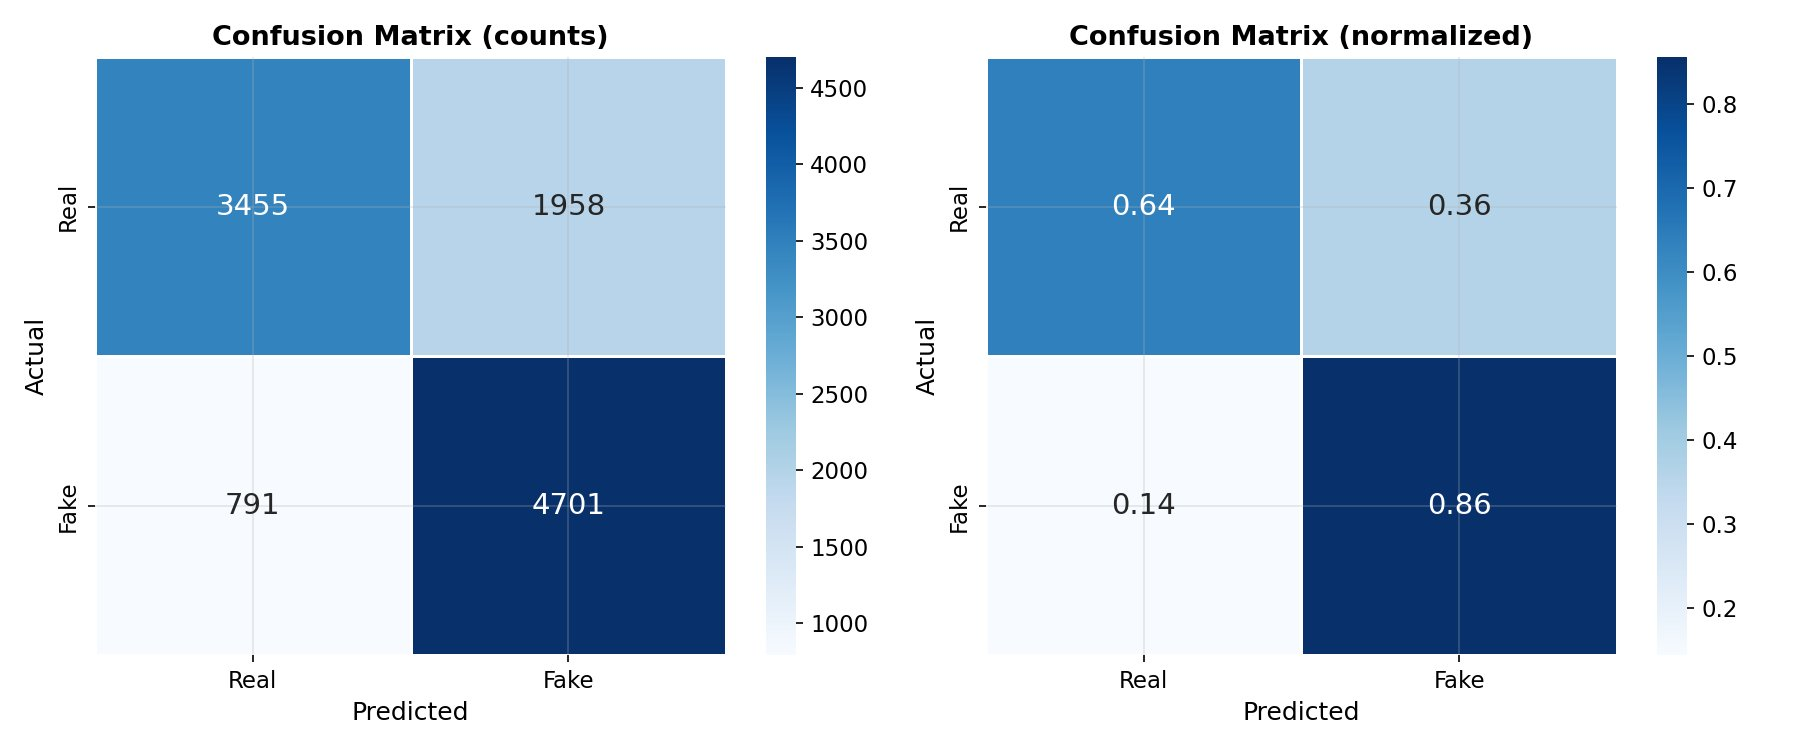 Confusion Matrix (counts)
Real
3455
1958
Actual
Fake
791
4701
Real
Fake
Predicted
4500
4000
3500
3000
2500
2000
1500
1000
Confusion Matrix (normalized)
Real
0.64
0.36
Actual
Fake
0.14
0.86
Real
Fake
Predicted
0.8
0.7
0.6
0.5
0.4
0.3
0.2